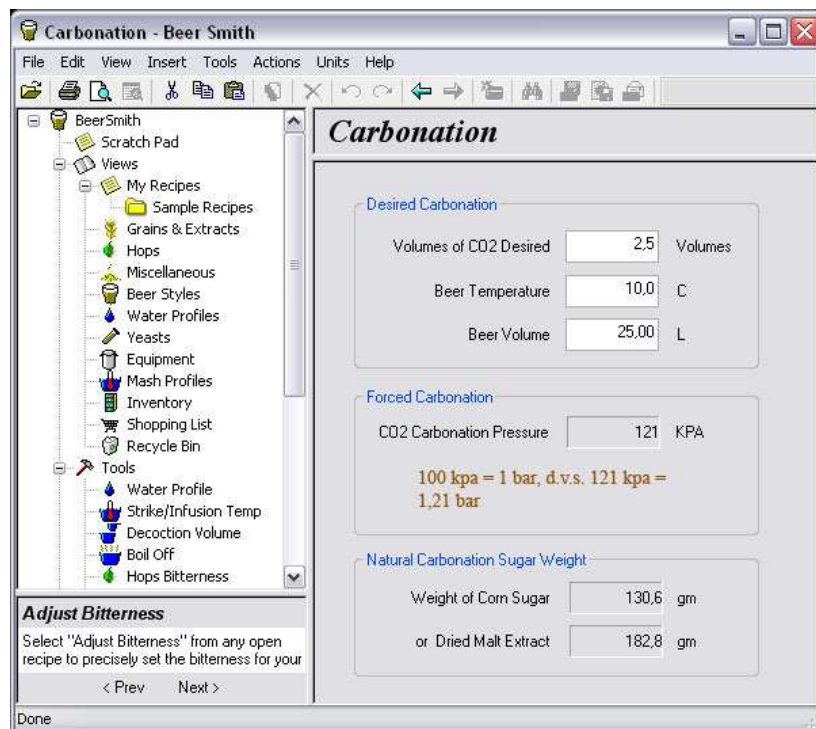 Carbonation - Beer Smith
File Edit View Insert Tools Actions Units Help
BeerSmith
Scratch Pad
Views
My Recipes
Sample Recipes
Grains & Extracts
Hops
Miscellaneous
Beer Styles
Water Profiles
Yeasts
Equipment
Mash Profiles
Inventory
Shopping List
Recycle Bin
Tools
Water Profile
Strike/Infusion Temp
Decoction Volume
Boil Off
Hops Bitterness
Adjust Bitterness
Select "Adjust Bitterness" from any open
recipe to precisely set the bitterness for your
< Prev Next >
Carbonation
Desired Carbonation
Volumes of CO2 Desired 2,5 Volumes
Beer Temperature 10,0 C
Beer Volume 25,00 L
Forced Carbonation
CO2 Carbonation Pressure 121 KPA
100 kpa = 1 bar, d.v.s. 121 kpa =
1,21 bar
Natural Carbonation Sugar Weight
Weight of Corn Sugar 130,6 gm
or Dried Malt Extract 182,8 gm
Done